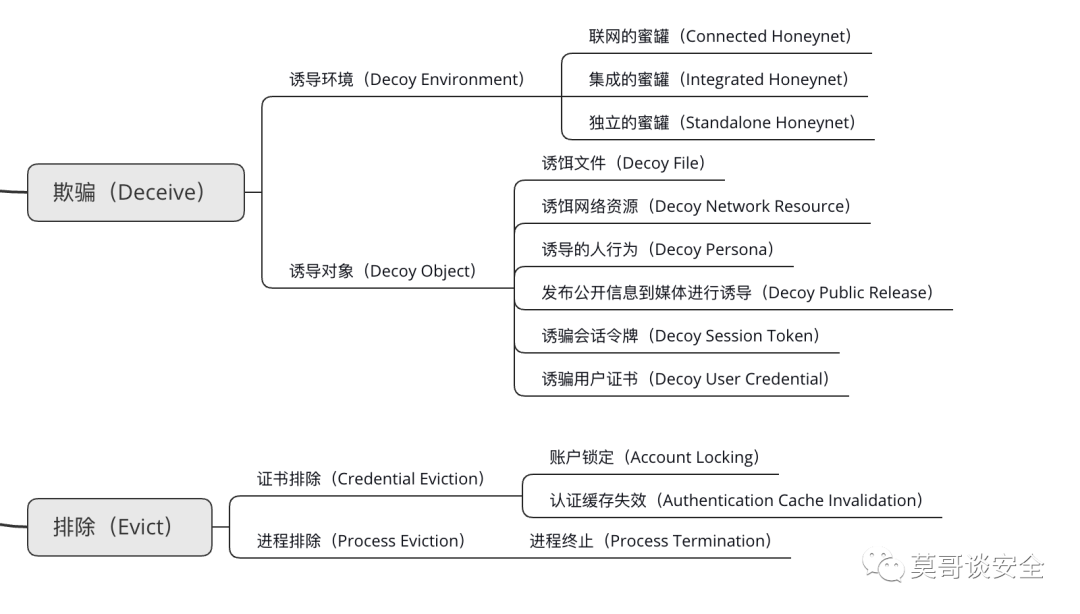 联网的蜜罐（Connected Honeynet）
诱导环境（Decoy Environment）
集成的蜜罐（Integrated Honeynet）
独立的蜜罐（Standalone Honeynet）
欺骗（Deceive）
诱饵文件（Decoy File）
诱饵网络资源（Decoy Network Resource）
诱导的人行为（Decoy Persona）
诱导对象（Decoy Object）
发布公开信息到媒体进行诱导（Decoy Public Release）
诱骗会话令牌（Decoy Session Token）
诱骗用户证书（Decoy User Credential）
排除（Evict）
证书排除（Credential Eviction）
账户锁定（Account Locking）
认证缓存失效（Authentication Cache Invalidation）
进程排除（Process Eviction）
进程终止（Process Termination）
莫哥谈安全